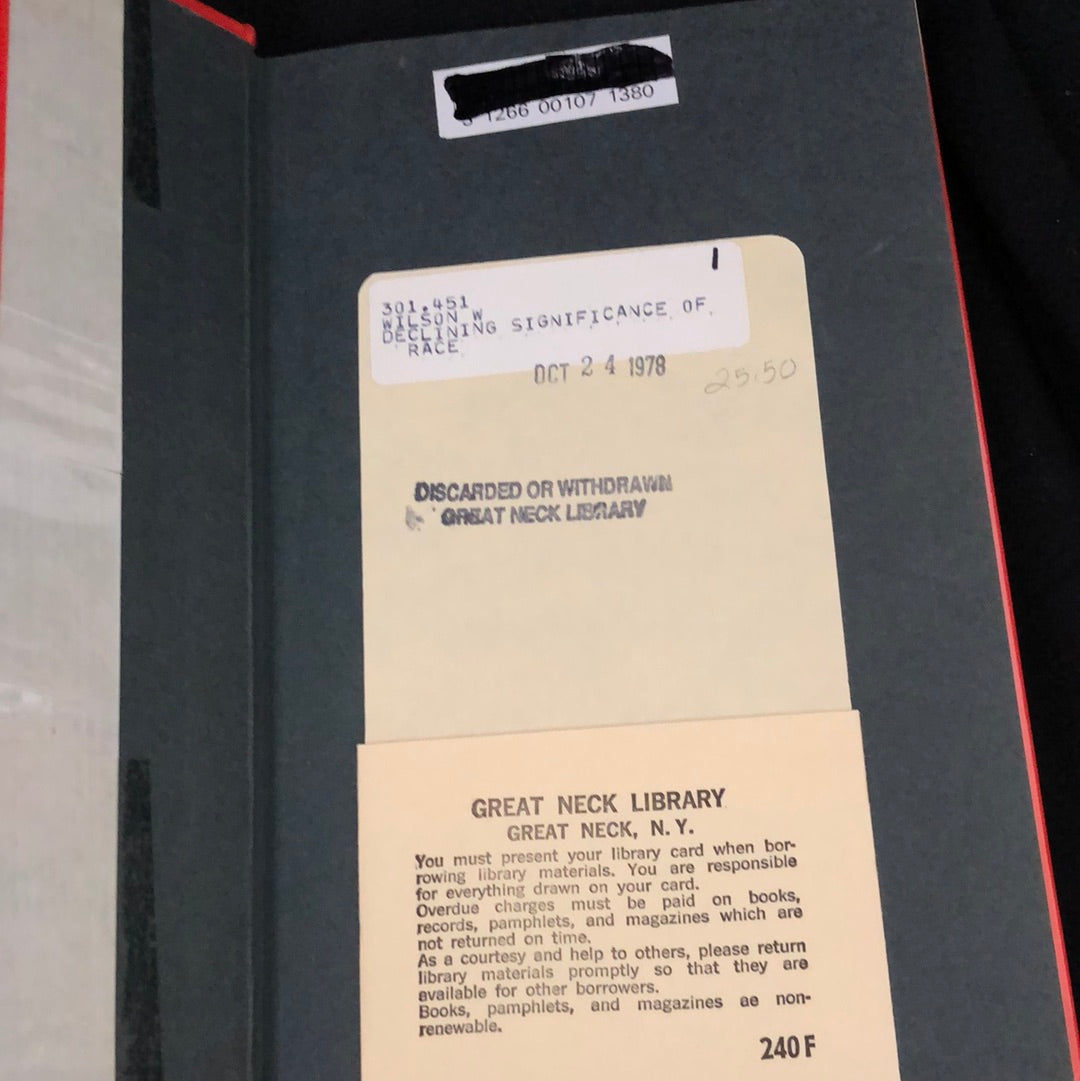 3 1266 00107 1380
1
301.451
WILSON W
DECLINING SIGNIFICANCE OF
RACE
OCT 24 1978
25.50
DISCARDED OR WITHDRAWN
GREAT NECK LIBRARY
GREAT NECK LIBRARY
GREAT NECK, N.Y.
You must present your library card when bor-
rowing library materials. You are responsible
for everything drawn on your card.
Overdue charges must be paid on books,
records, pamphlets, and magazines which are
not returned on time.
As a courtesy and help to others, please return
library materials promptly so that they are
available for other borrowers.
Books, pamphlets, and magazines ae non-
renewable.
240F